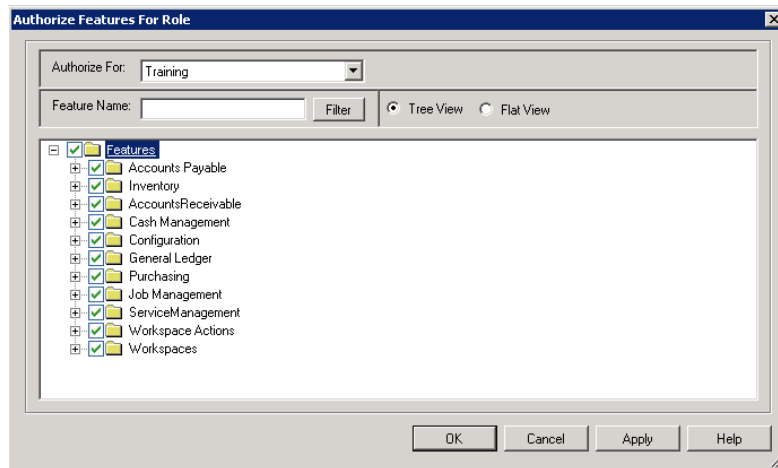 Authorize Features For Role
Authorize For: Training
Feature Name: Filter Tree View Flat View
Features
Accounts Payable
Inventory
AccountsReceivable
Cash Management
Configuration
General Ledger
Purchasing
Job Management
ServiceManagement
Workspace Actions
Workspaces
OK Cancel Apply Help